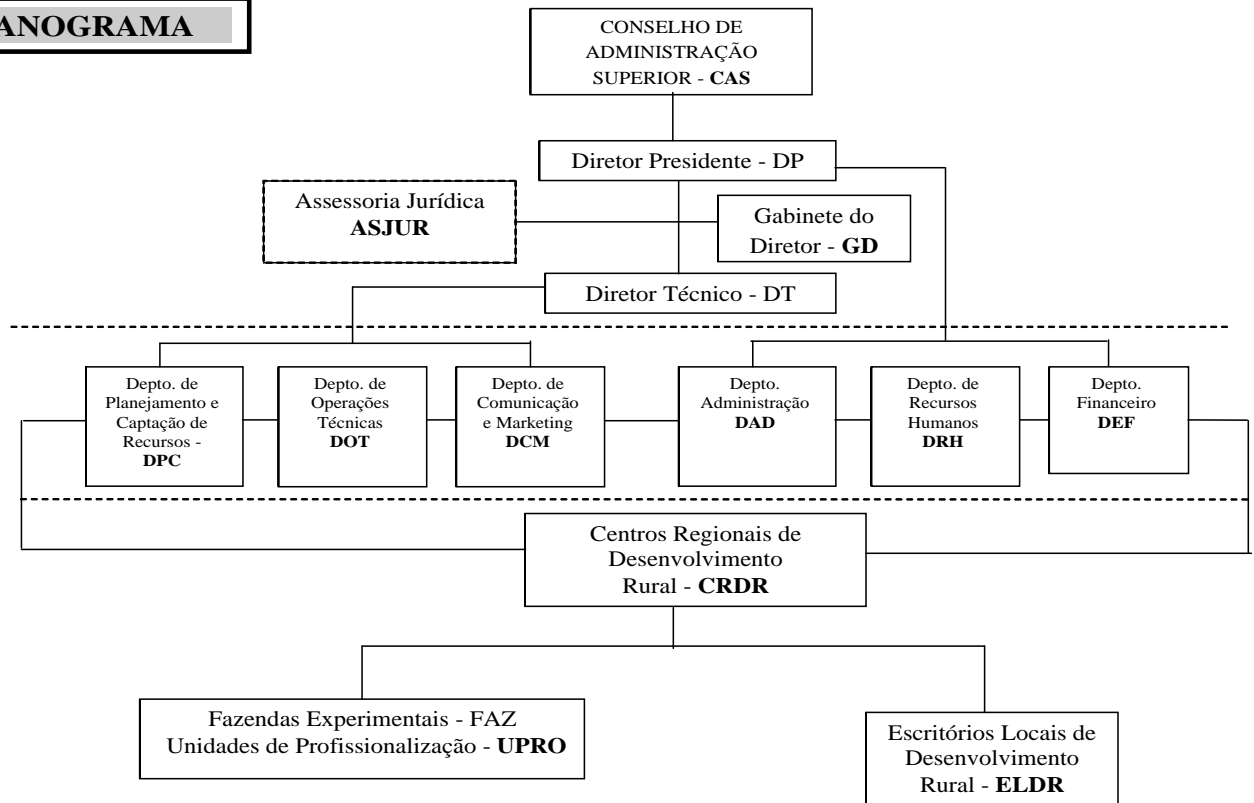 ANOGRAMA
CONSELHO DE
ADMINISTRAÇÃO
SUPERIOR - CAS
Diretor Presidente - DP
Assessoria Jurídica
ASJUR
Gabinete do
Diretor - GD
Diretor Técnico - DT
Depto. de
Planejamento e
Captação de
Recursos -
DPC
Depto. de
Operações
Técnicas
DOT
Depto. de
Comunicação
e Marketing
DCM
Depto.
Administração
DAD
Depto. de
Recursos
Humanos
DRH
Depto.
Financeiro
DEF
Centros Regionais de
Desenvolvimento
Rural - CRDR
Fazendas Experimentais - FAZ
Unidades de Profissionalização - UPRO
Escritórios Locais de
Desenvolvimento
Rural - ELDR